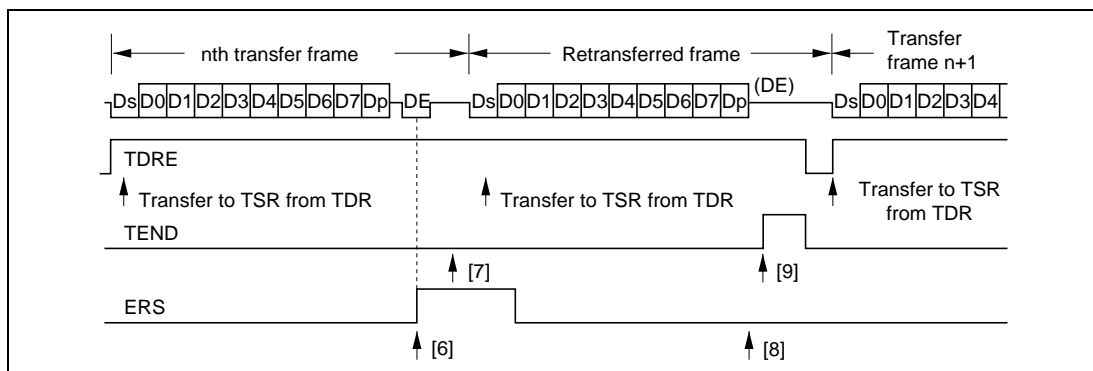 nth transfer frame
Retransferred frame
Transfer
frame n+1
Ds D0 D1 D2 D3 D4 D5 D6 D7 Dp DE Ds D0 D1 D2 D3 D4 D5 D6 D7 Dp (DE) Ds D0 D1 D2 D3 D4
TDRE
Transfer to TSR from TDR
Transfer to TSR from TDR
Transfer to TSR
from TDR
TEND
[7]
[9]
ERS
[6]
[8]